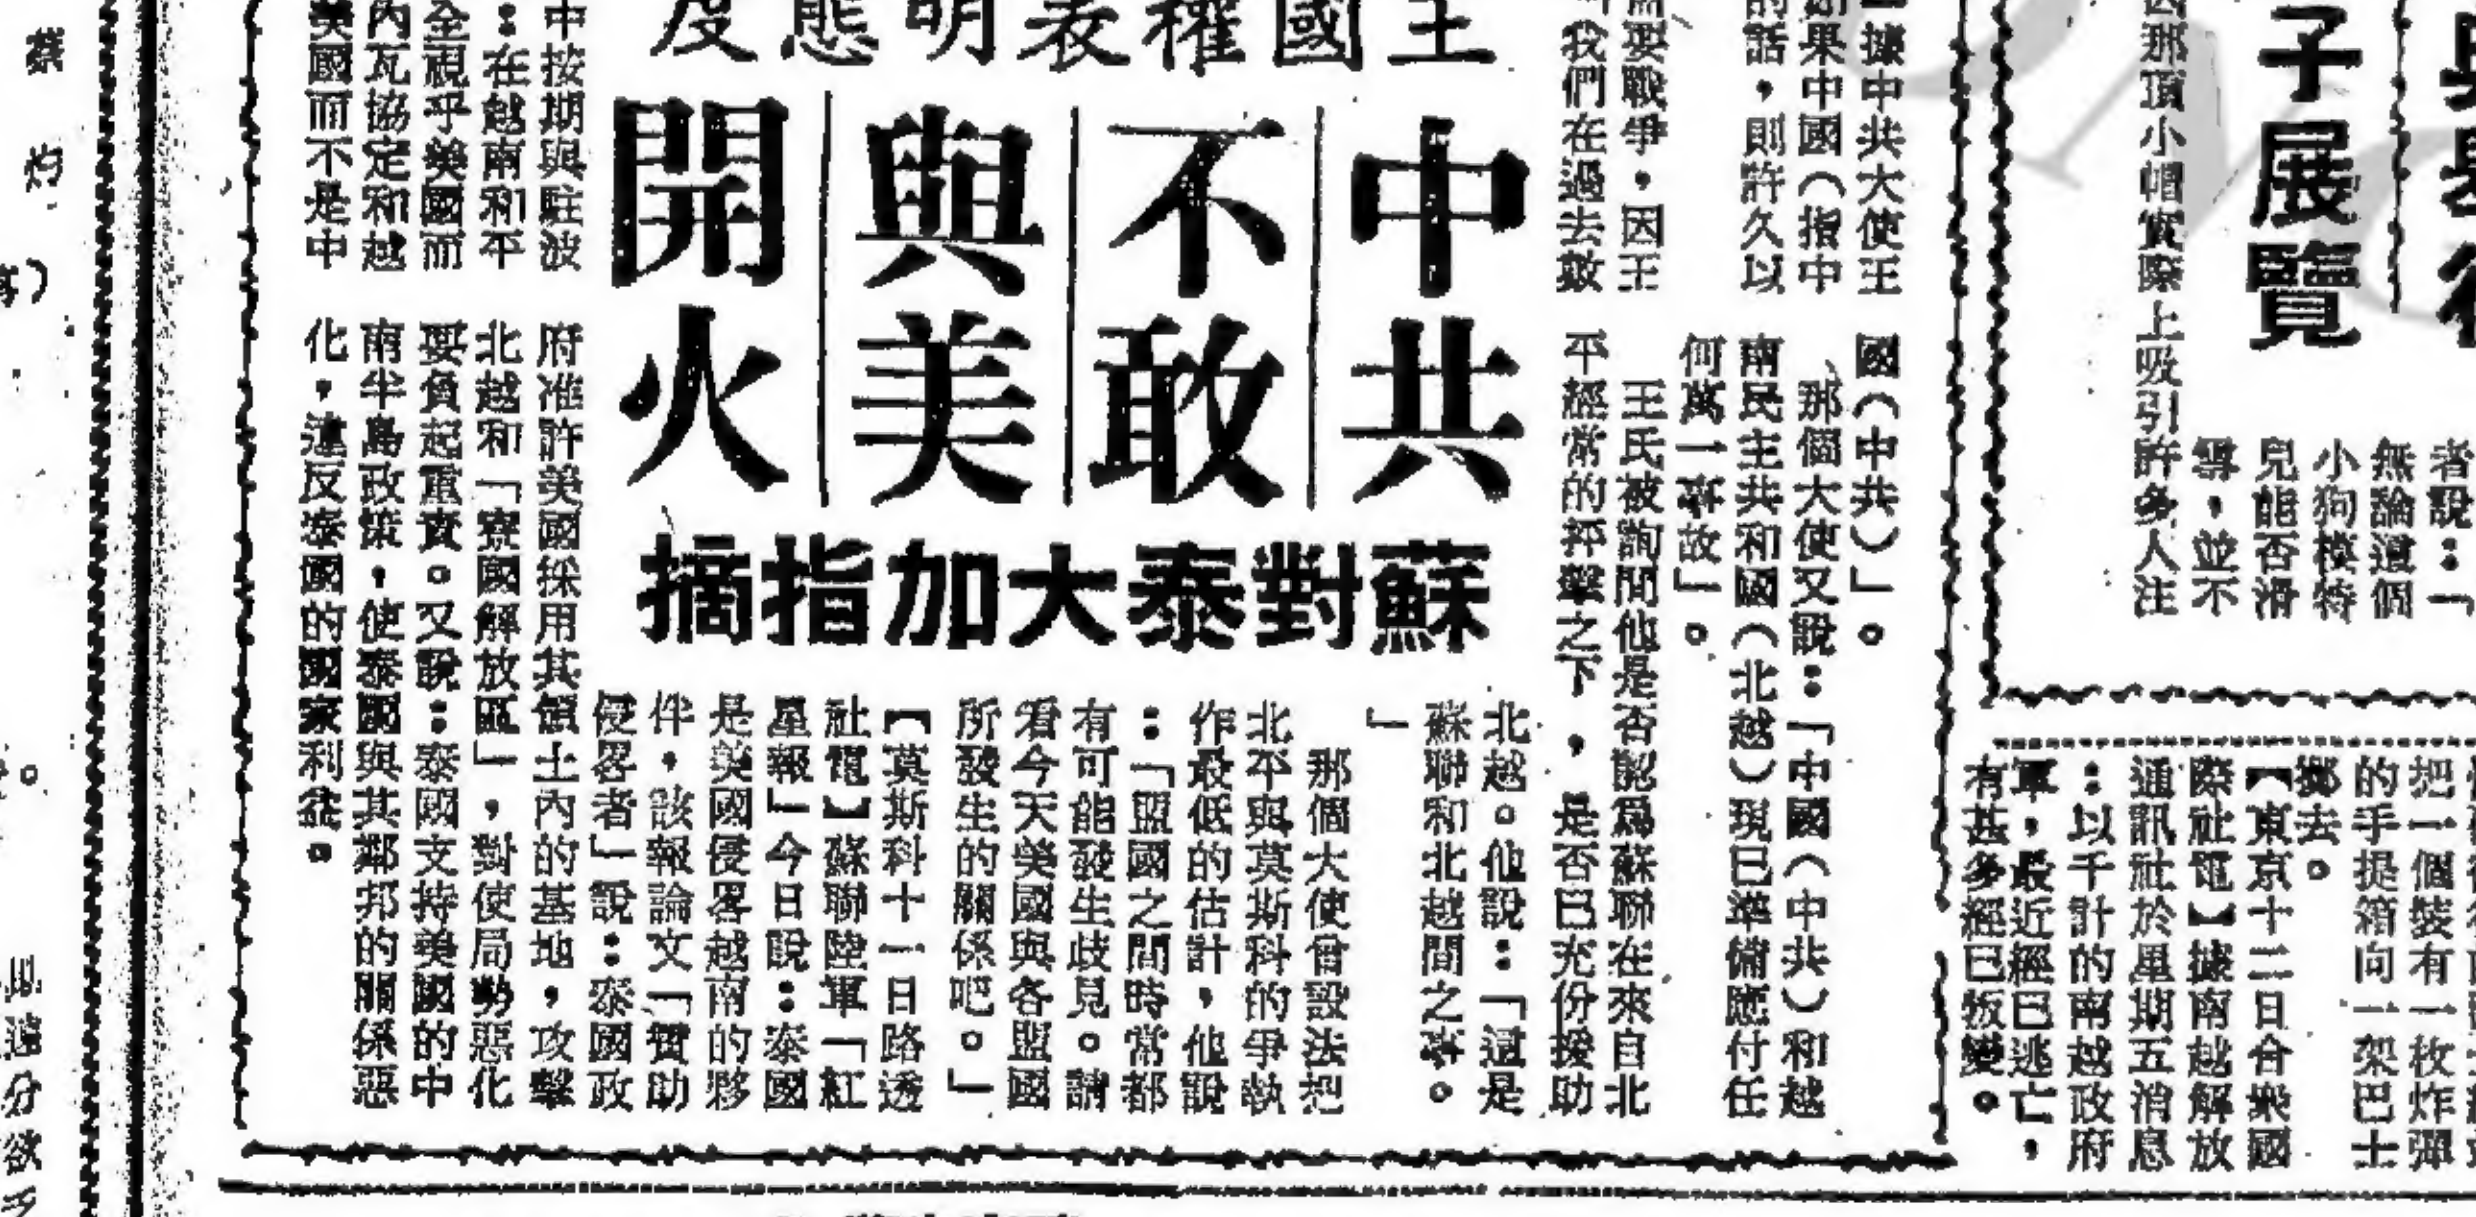 子展覽
者說：「
無論這個
小狗模特
兒能否滑
導，並不
那頂小帽實際上吸引許多人注
把一個裝有一枚炸彈
的手提箱向一架巴士
擲去。
【東京十二日合衆國
際社電】據南越解放
通訊社於星期五消息
：以千計的南越政府
軍，最近經已逃亡，
有甚多經已叛變。
王國權表明態度
中共
不敢
與美
開火
蘇對泰大加指摘
據中共大使王
如果中國（指中
的話，則許久以
需要戰爭，因王
我們在過去數
中按期與駐波
：在越南和平
全視乎美國而
內瓦協定和越
美國而不是中
國（中共）」。
那個大使又說：「中國（中共）和越
南民主共和國（北越）現已準備應付任
何萬一事故」。
王氏被詢問他是否認爲蘇聯在來自北
平經常的抨擊之下，是否已充份援助
北越。他說：「這是
蘇聯和北越間之事。
」
那個大使曾設法把
北平與莫斯科的爭執
作最低的估計，他說
：「盟國之間時常都
有可能發生歧見。請
看今天美國與各盟國
所發生的關係吧。」
【莫斯科十一日路透
社電】蘇聯陸軍「紅
星報」今日說：泰國
是美國侵畧越南的夥
伴，該報論文「贊助
侵畧者」說：泰國政
府准許美國採用其領土內的基地，攻擊
北越和「寮國解放區」，對使局勢惡化
要負起重責。又說：泰國支持美國的中
南半島政策，使泰國與其鄰邦的關係惡
化，違反泰國的國家利益。